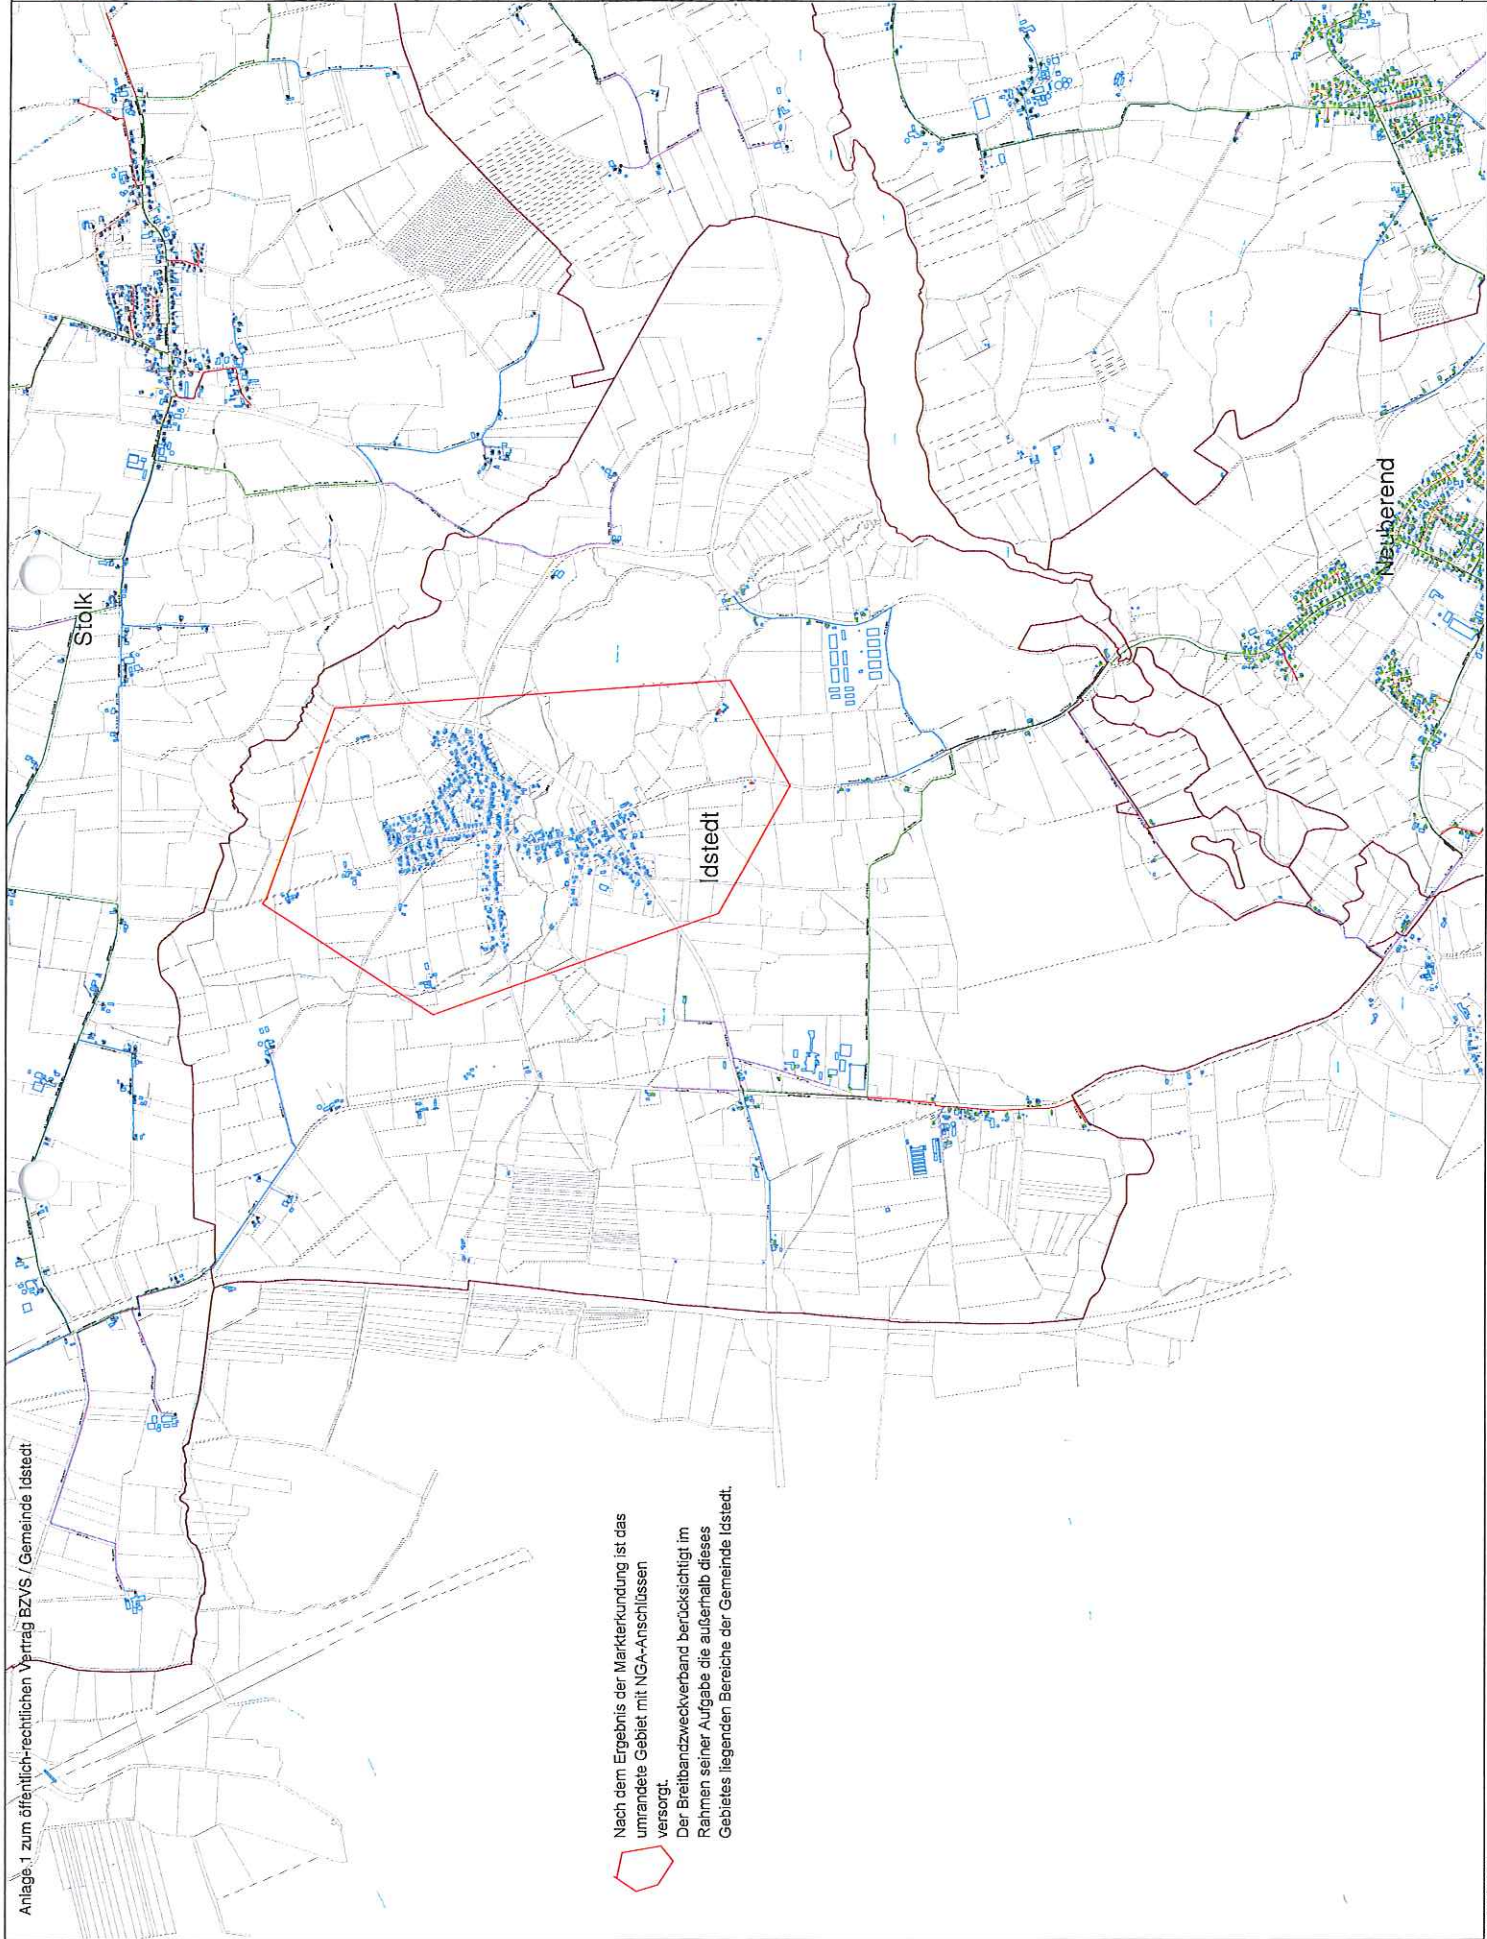 Anlage 1 zum öffentlich-rechtlichen Vertrag BZVS / Gemeinde Idstedt
Stolk
Idstedt
Neuberend
Nach dem Ergebnis der Markterkundung ist das
umrandete Gebiet mit NGA-Anschlüssen
versorgt.
Der Breitbandzweckverband berücksichtigt im
Rahmen seiner Aufgabe die außerhalb dieses
Gebietes liegenden Bereiche der Gemeinde Idstedt.